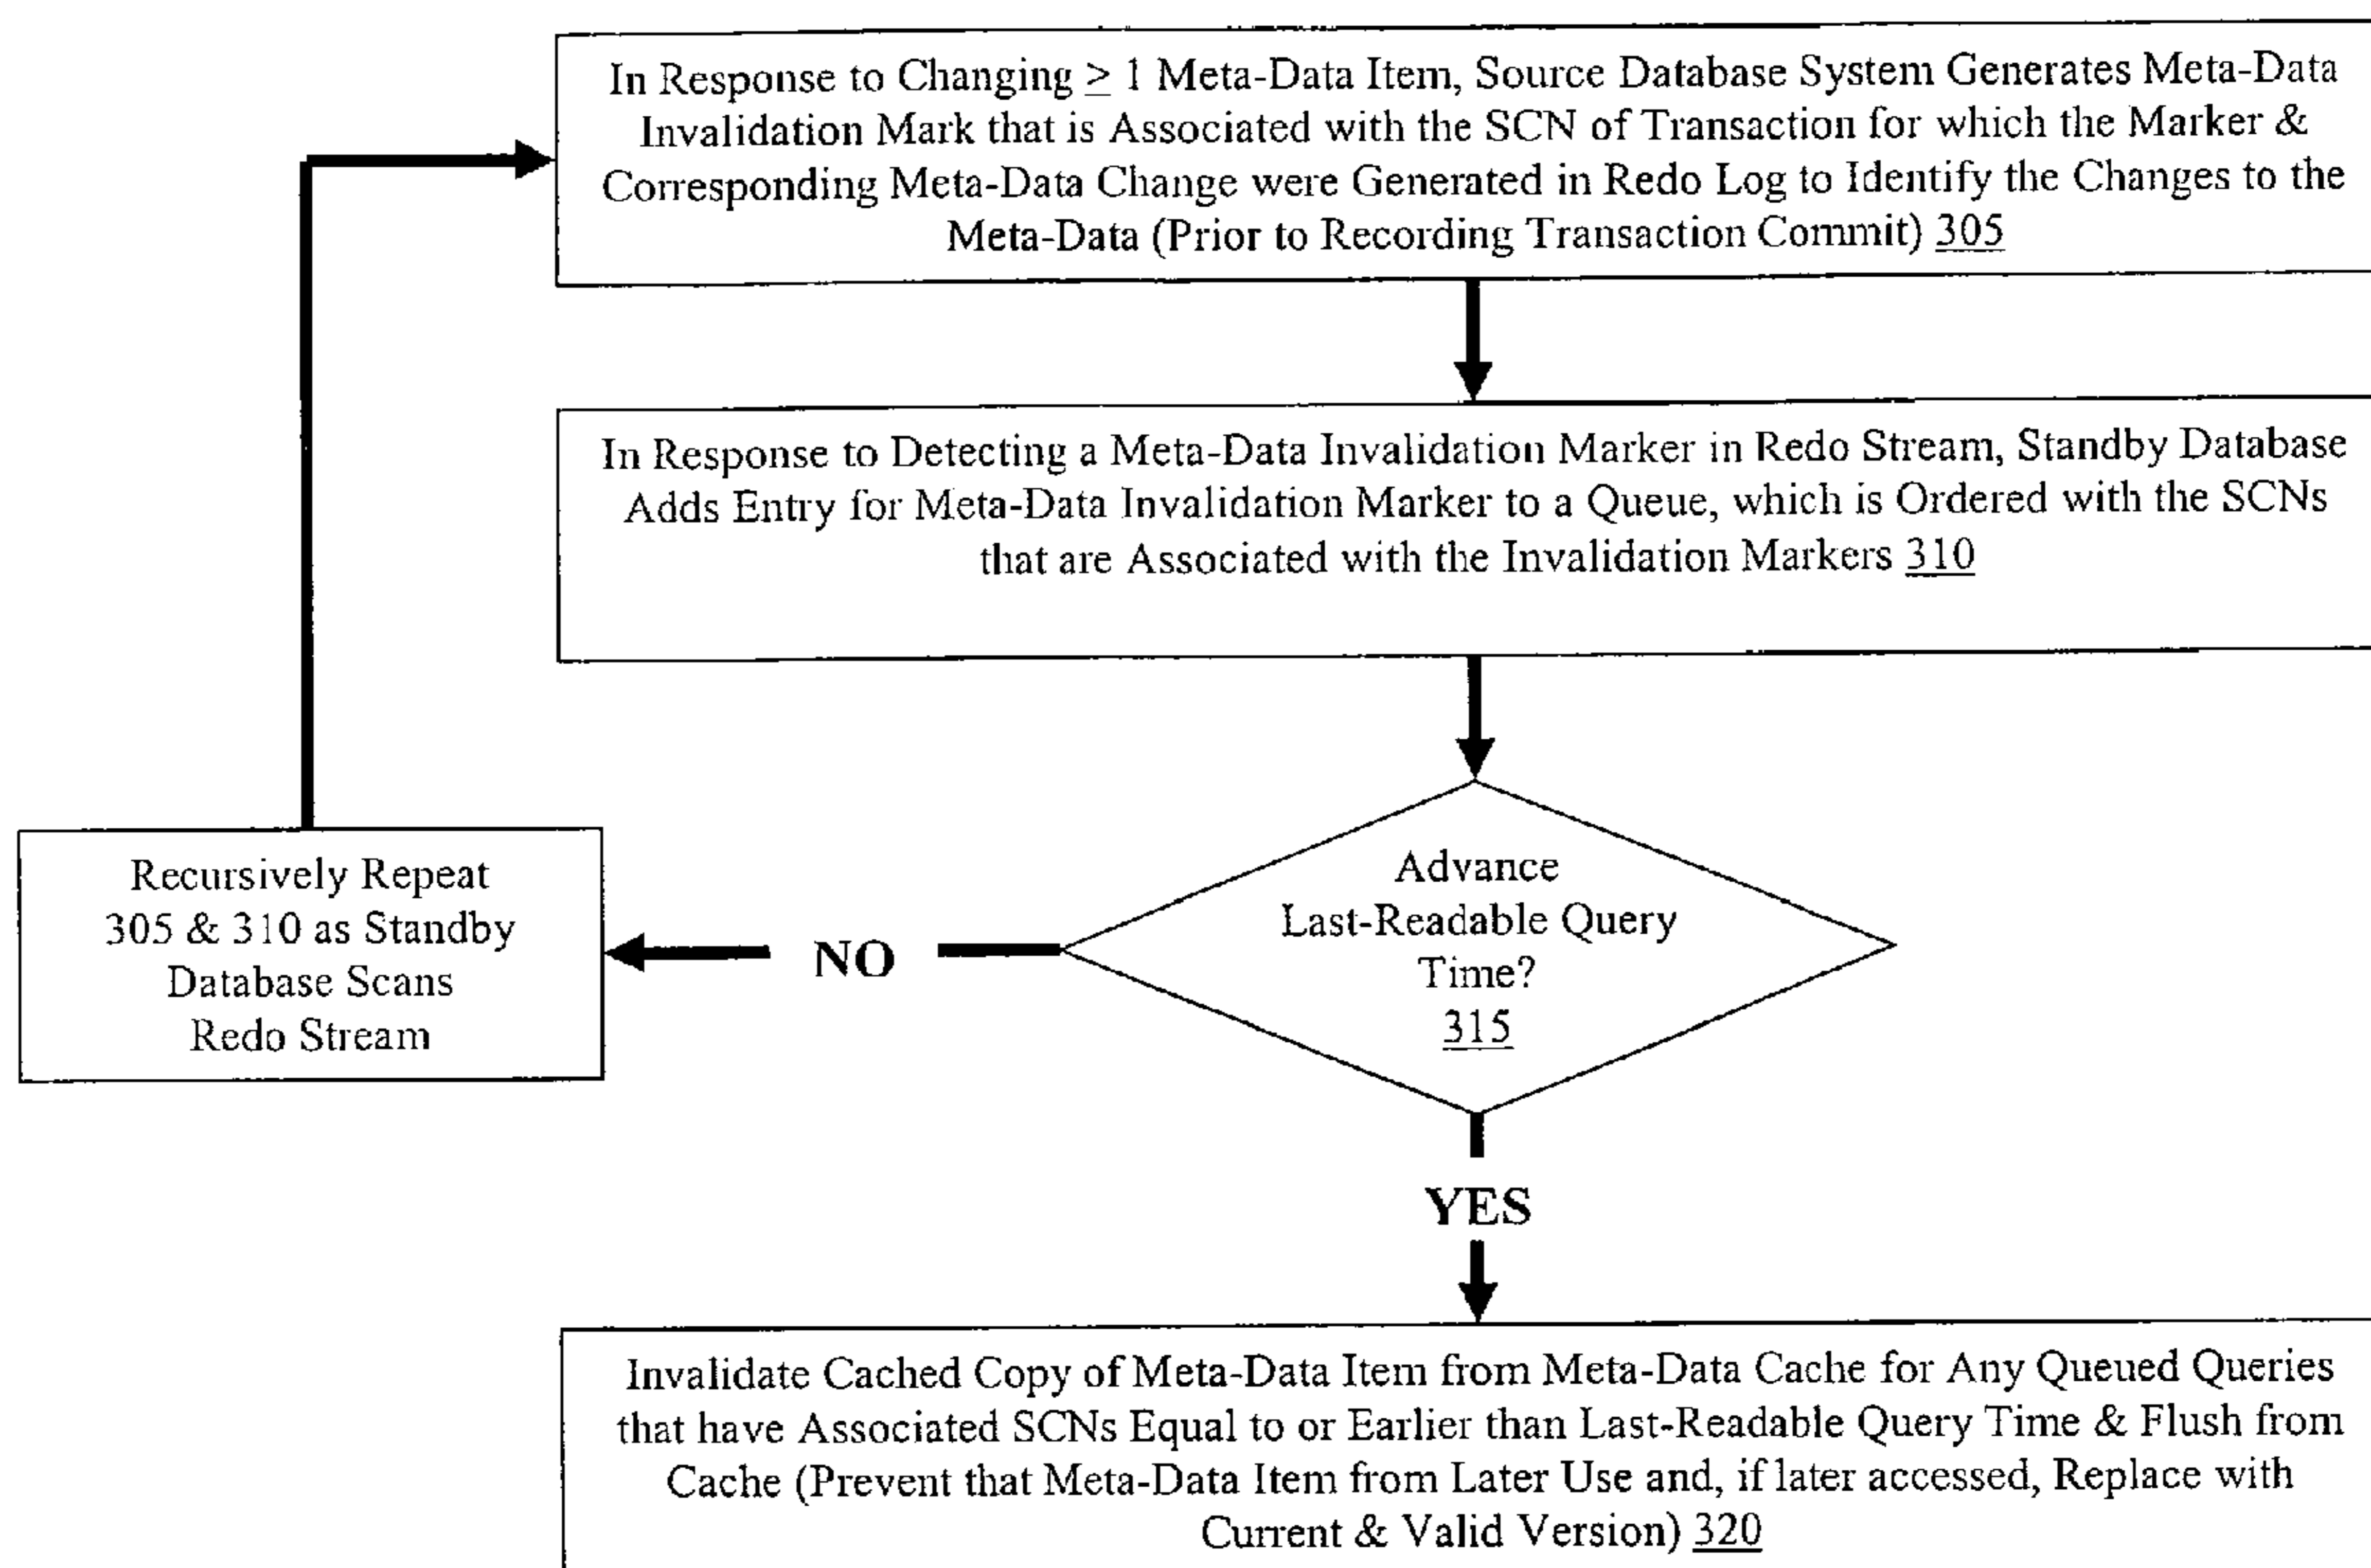 In Response to Changing ≥ 1 Meta-Data Item, Source Database System Generates Meta-Data
Invalidation Mark that is Associated with the SCN of Transaction for which the Marker &
Corresponding Meta-Data Change were Generated in Redo Log to Identify the Changes to the
Meta-Data (Prior to Recording Transaction Commit) 305
In Response to Detecting a Meta-Data Invalidation Marker in Redo Stream, Standby Database
Adds Entry for Meta-Data Invalidation Marker to a Queue, which is Ordered with the SCNs
that are Associated with the Invalidation Markers 310
Advance
Last-Readable Query
Time?
315
NO
Recursively Repeat
305 & 310 as Standby
Database Scans
Redo Stream
YES
Invalidate Cached Copy of Meta-Data Item from Meta-Data Cache for Any Queued Queries
that have Associated SCNs Equal to or Earlier than Last-Readable Query Time & Flush from
Cache (Prevent that Meta-Data Item from Later Use and, if later accessed, Replace with
Current & Valid Version) 320